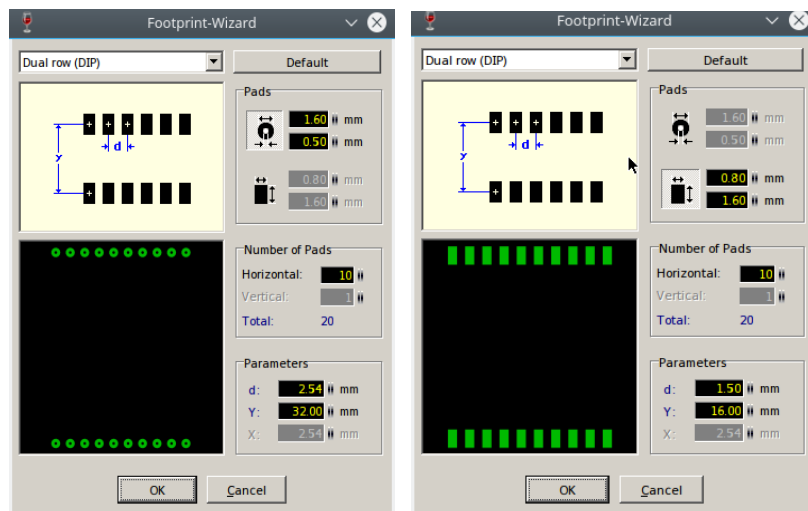 Footprint-Wizard
Dual row (DIP)
Default
Pads
1.60 mm
0.50 mm
0.80 mm
1.60 mm
d
y
Number of Pads
Horizontal: 10
Vertical: 1
Total: 20
Parameters
d: 2.54 mm
Y: 32.00 mm
X: 2.54 mm
OK
Cancel
Footprint-Wizard
Dual row (DIP)
Default
Pads
1.60 mm
0.50 mm
0.80 mm
1.60 mm
d
y
Number of Pads
Horizontal: 10
Vertical: 1
Total: 20
Parameters
d: 1.50 mm
Y: 16.00 mm
X: 2.54 mm
OK
Cancel